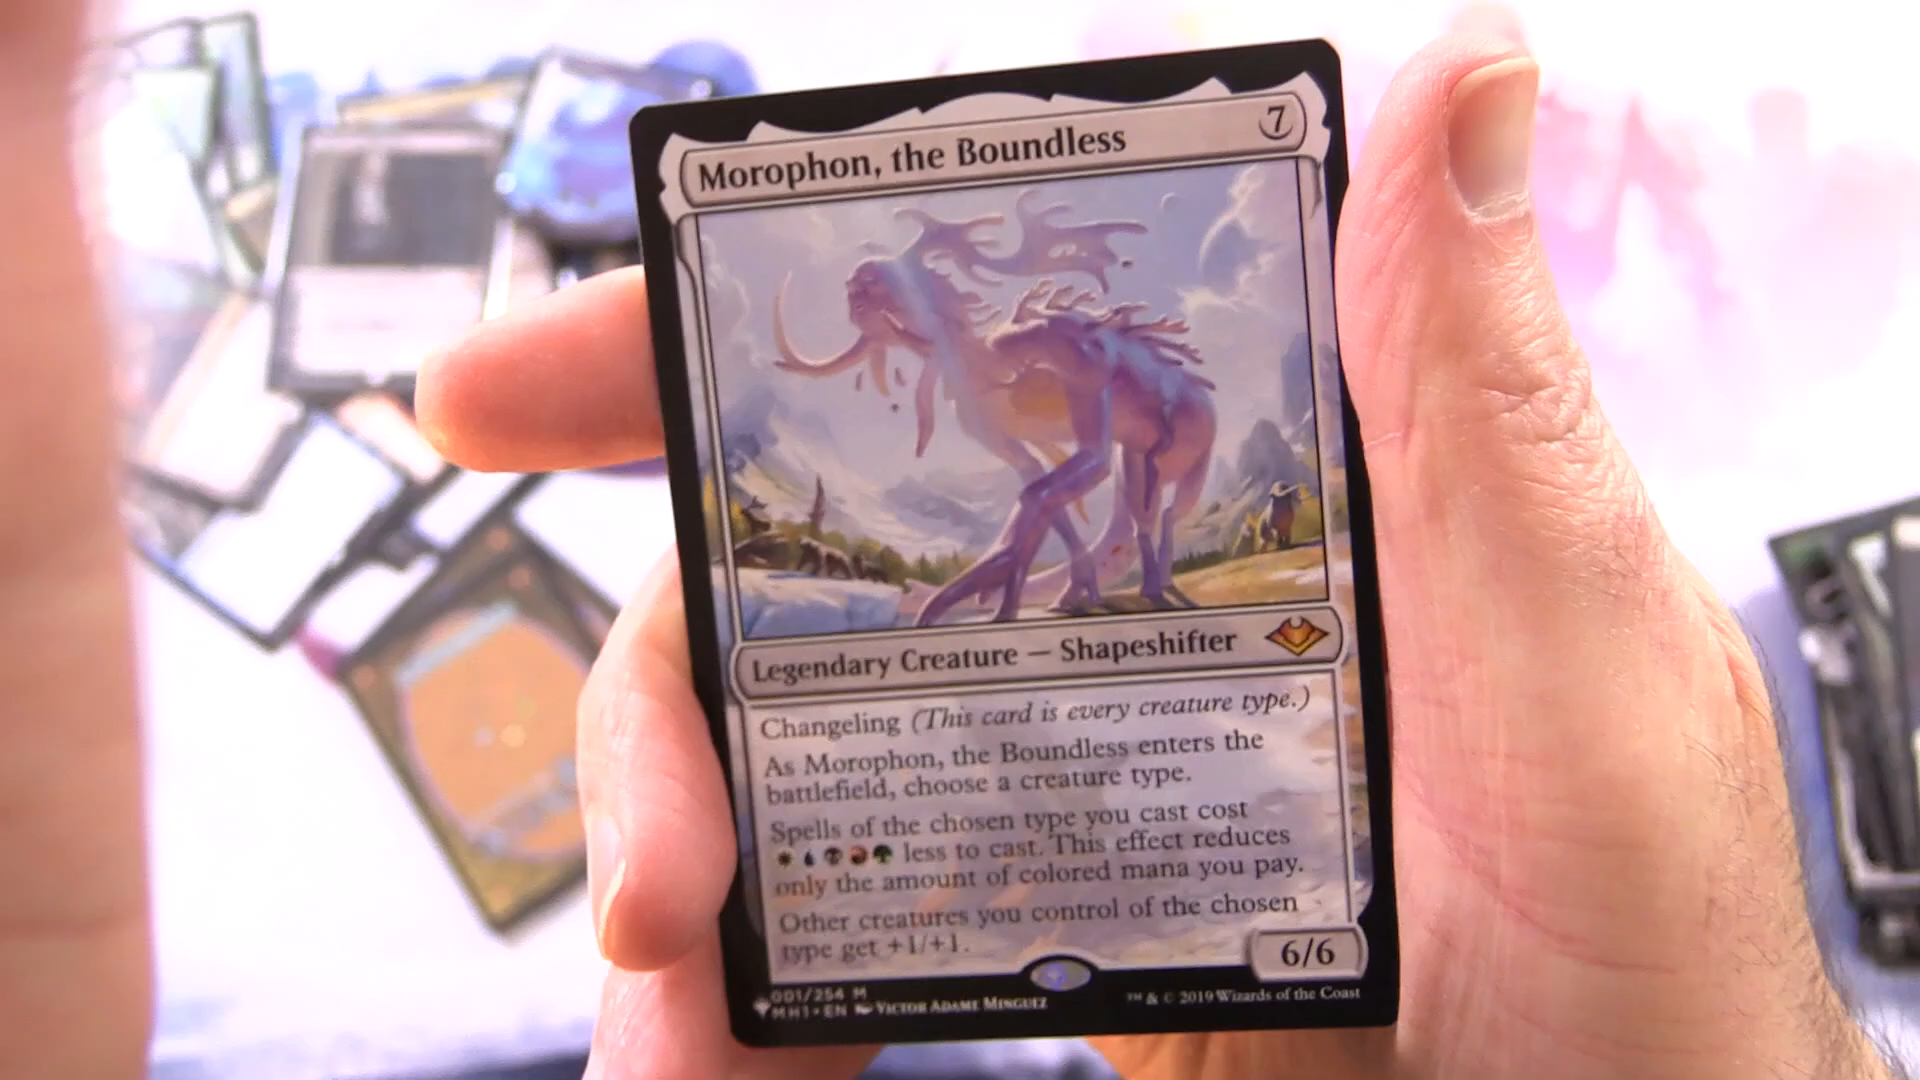 Morophon, the Boundless 7
Legendary Creature — Shapeshifter
Changeling (This card is every creature type.)
As Morophon, the Boundless enters the
battlefield, choose a creature type.
Spells of the chosen type you cast cost
less to cast. This effect reduces
only the amount of colored mana you pay.
Other creatures you control of the chosen
type get +1/+1.
6/6
001/254 M
MH1 • EN Victor Adame Minguez
™ & © 2019 Wizards of the Coast